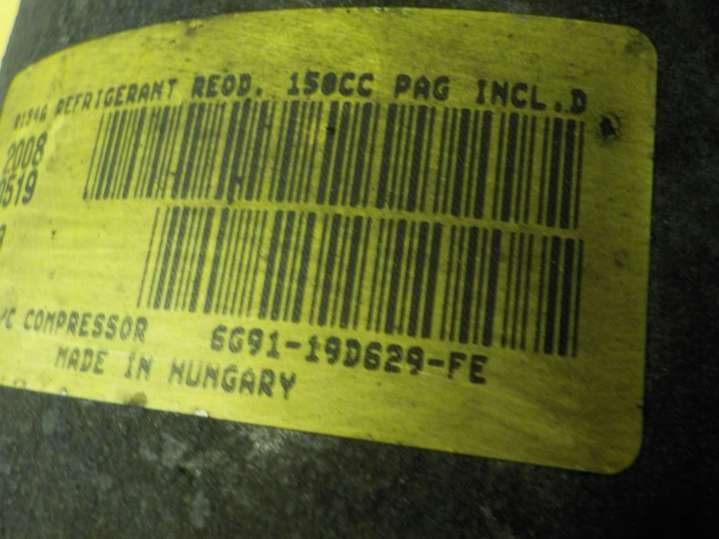 R134A REFRIGERANT REQD. 150CC PAG INCL.D
2008
0519
A/C COMPRESSOR 6G91-19D629-FE
MADE IN HUNGARY